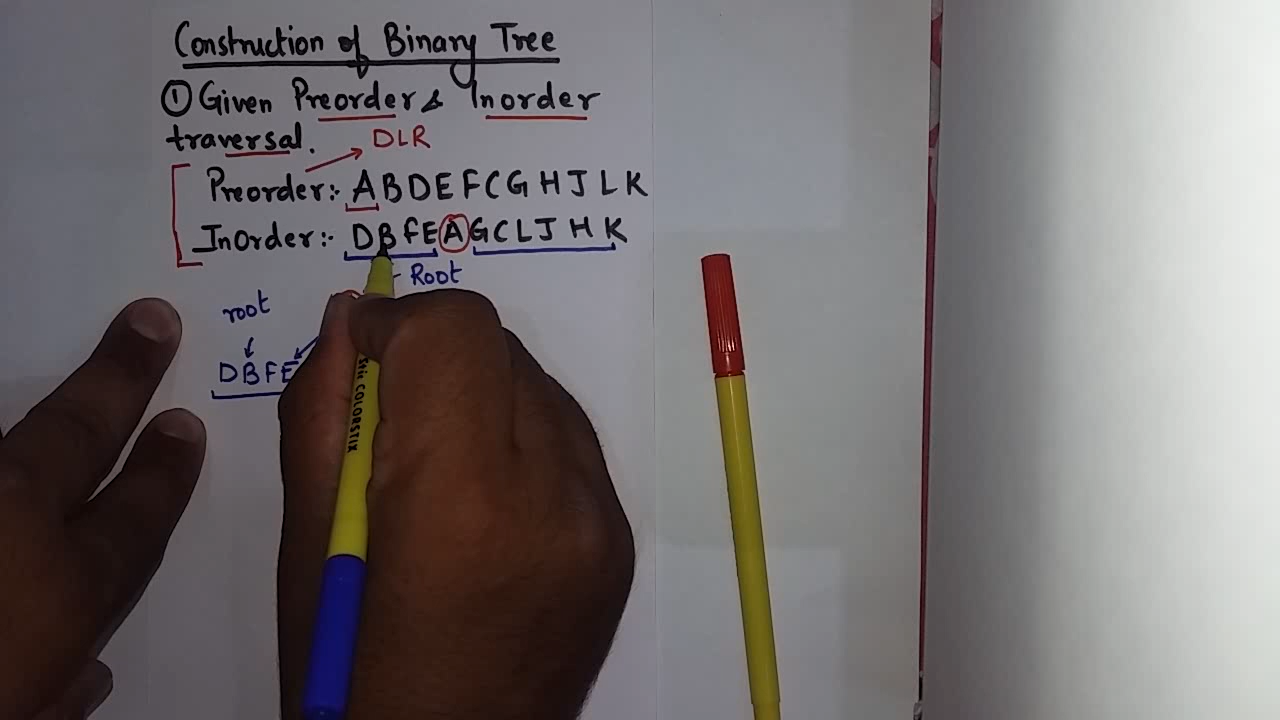 Construction of Binary Tree
① Given Preorder & Inorder
traversal.
DLR
Preorder:- A B D E F C G H J L K
InOrder:- D B F E A G C L J H K
Root
root
D B F E
COLORSTIX